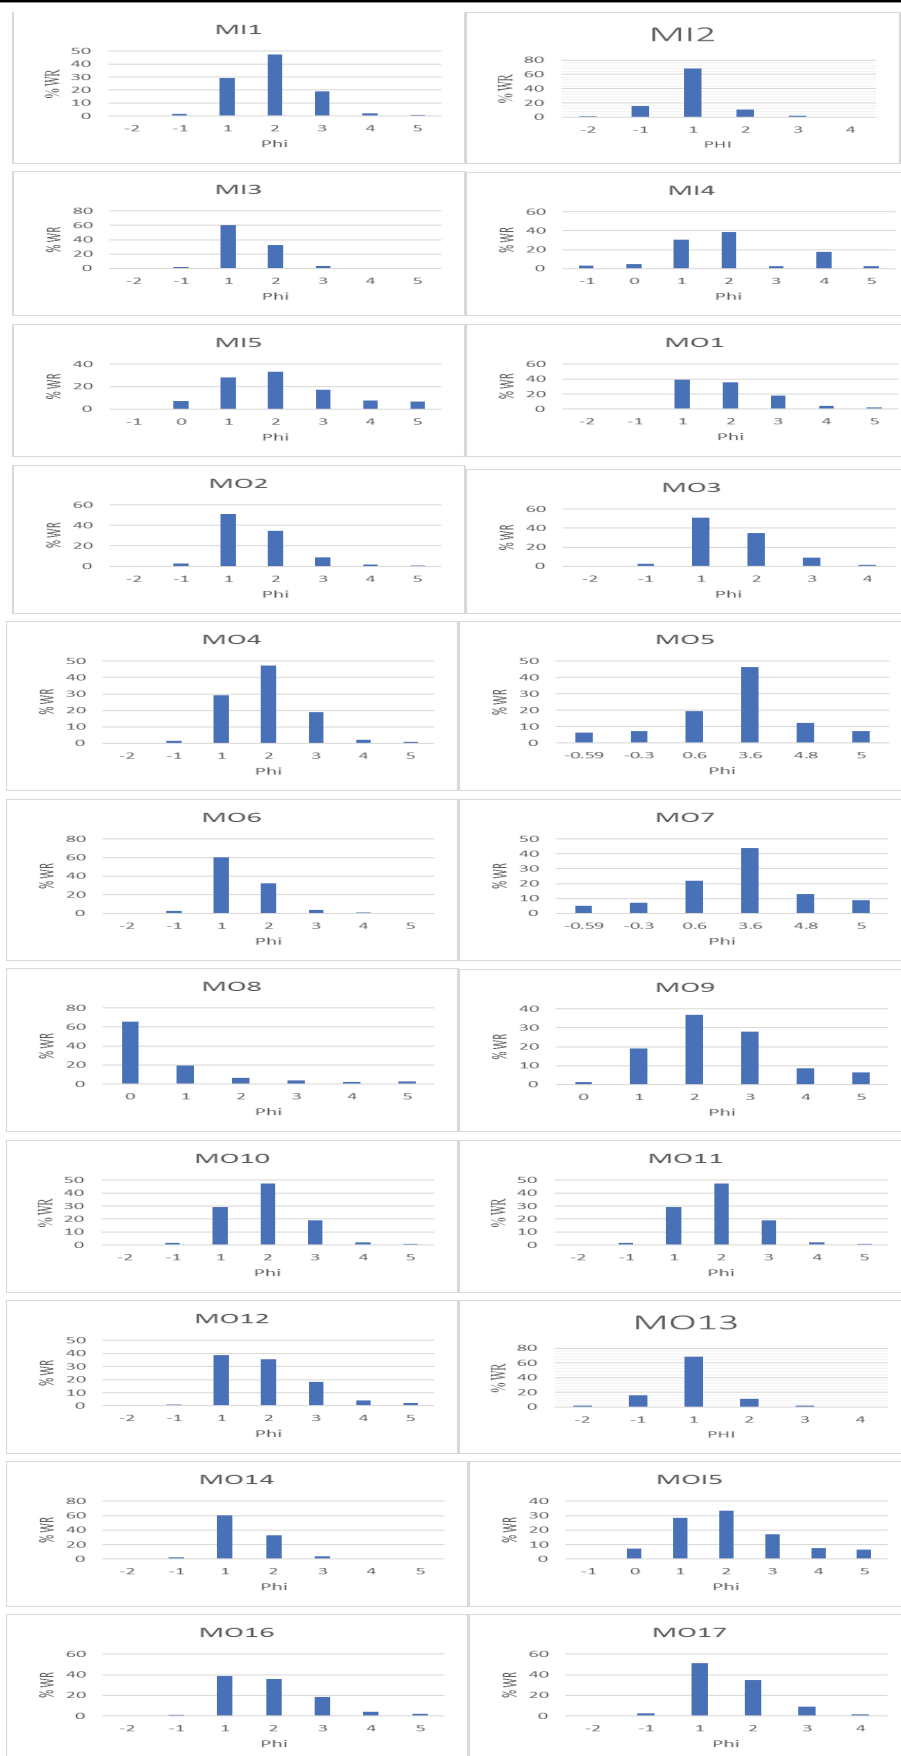 MI1
50
40
30
20
10
0
% WR
-2 -1 1 2 3 4 5
Phi
MI2
80
60
40
20
0
% WR
-2 -1 1 2 3 4
PHI
MI3
80
60
40
20
0
% WR
-2 -1 1 2 3 4 5
Phi
MI4
60
40
20
0
% WR
-1 0 1 2 3 4 5
Phi
MI5
40
20
0
% WR
-1 0 1 2 3 4 5
Phi
MO1
60
40
20
0
% WR
-2 -1 1 2 3 4 5
Phi
MO2
60
40
20
0
% WR
-2 -1 1 2 3 4 5
Phi
MO3
60
40
20
0
% WR
-2 -1 1 2 3 4
Phi
MO4
50
40
30
20
10
0
% WR
-2 -1 1 2 3 4 5
Phi
MO5
50
40
30
20
10
0
% WR
-0.59 -0.3 0.6 3.6 4.8 5
Phi
MO6
80
60
40
20
0
% WR
-2 -1 1 2 3 4 5
Phi
MO7
50
40
30
20
10
0
% WR
-0.59 -0.3 0.6 3.6 4.8 5
Phi
MO8
80
60
40
20
0
% WR
0 1 2 3 4 5
Phi
MO9
40
30
20
10
0
% WR
0 1 2 3 4 5
Phi
MO10
50
40
30
20
10
0
% WR
-2 -1 1 2 3 4 5
Phi
MO11
50
40
30
20
10
0
% WR
-2 -1 1 2 3 4 5
Phi
MO12
50
40
30
20
10
0
% WR
-2 -1 1 2 3 4 5
Phi
MO13
80
60
40
20
0
% WR
-2 -1 1 2 3 4
PHI
MO14
80
60
40
20
0
% WR
-2 -1 1 2 3 4 5
Phi
MOI5
40
30
20
10
0
% WR
-1 0 1 2 3 4 5
Phi
MO16
60
40
20
0
% WR
-2 -1 1 2 3 4 5
Phi
MO17
60
40
20
0
% WR
-2 -1 1 2 3 4
Phi